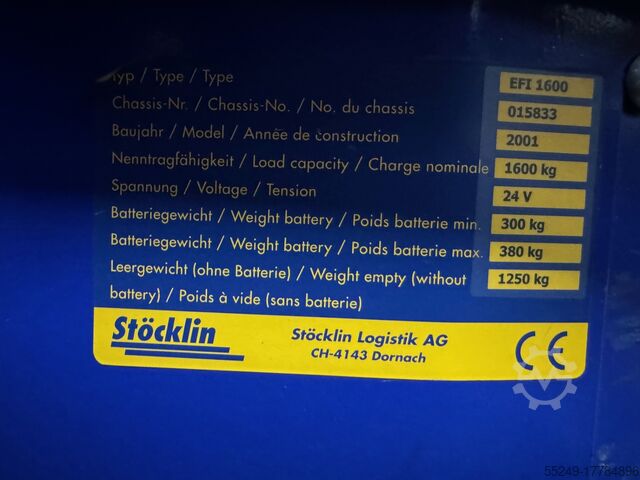 Typ / Type / Type EFI 1600
Chassis-Nr. / Chassis-No. / No. du chassis 015833
Baujahr / Model / Année de construction 2001
Nenntragfähigkeit / Load capacity / Charge nominale 1600 kg
Spannung / Voltage / Tension 24 V
Batteriegewicht / Weight battery / Poids batterie min. 300 kg
Batteriegewicht / Weight battery / Poids batterie max. 380 kg
Leergewicht (ohne Batterie) / Weight empty (without 1250 kg
battery) / Poids à vide (sans batterie)
Stöcklin
Stöcklin Logistik AG
CH-4143 Dornach
CE
55249-17784896